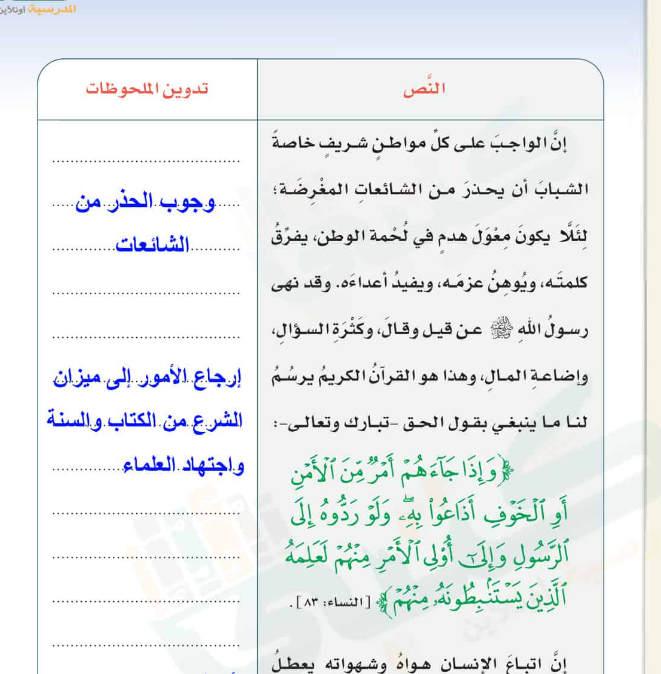 المدرسية أونلاين
النَّص
تدوين الملحوظات
إنَّ الواجبَ على كلِّ مواطنٍ شريفٍ خاصةً
الشبابَ أن يحذرَ من الشائعاتِ المغْرِضَة؛
لئَلَّا يكونَ مِعْوَلَ هدمٍ في لُحْمة الوطن، يفرِّقُ
كلمتَه، ويُوهنُ عزمَه، ويفيدُ أعداءَه. وقد نهى
رسولُ اللهِ ﷺ عن قيل وقالَ، وكَثْرَةِ السؤالِ،
وإضاعةِ المالِ، وهذا هو القرآنُ الكريمُ يرسُمُ
لنا ما ينبغي بقول الحق -تبارك وتعالى-:
﴿وَإِذَا جَآءَهُمْ أَمْرٌ مِّنَ ٱلْأَمْنِ
أَوِ ٱلْخَوْفِ أَذَاعُوا۟ بِهِۦۖ وَلَوْ رَدُّوهُ إِلَى
ٱلرَّسُولِ وَإِلَىٰٓ أُو۟لِى ٱلْأَمْرِ مِنْهُمْ لَعَلِمَهُ
ٱلَّذِينَ يَسْتَنۢبِطُونَهُۥ مِنْهُمْ﴾ [النساء: ٨٣].
إنَّ اتباعَ الإنسان هواهُ وشهواته يعطلُ
وجوب الحذر من
الشائعات
إرجاع الأمور إلى ميزان
الشرع من الكتاب والسنة
واجتهاد العلماء